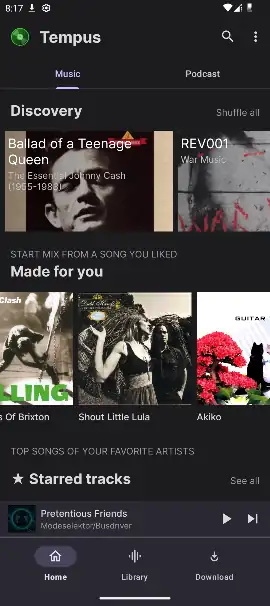 8:17
Tempus
Music
Podcast
Discovery
Shuffle all
Ballad of a Teenage
Queen
The Essential Johnny Cash
(1955-1983)
REV001
War Music
START MIX FROM A SONG YOU LIKED
Made for you
Clash
LLING
GUITAR
s Of Brixton
Shout Little Lula
Akiko
TOP SONGS OF YOUR FAVORITE ARTISTS
★ Starred tracks
See all
Pretentious Friends
Modeselektor/Busdriver
Home
Library
Download